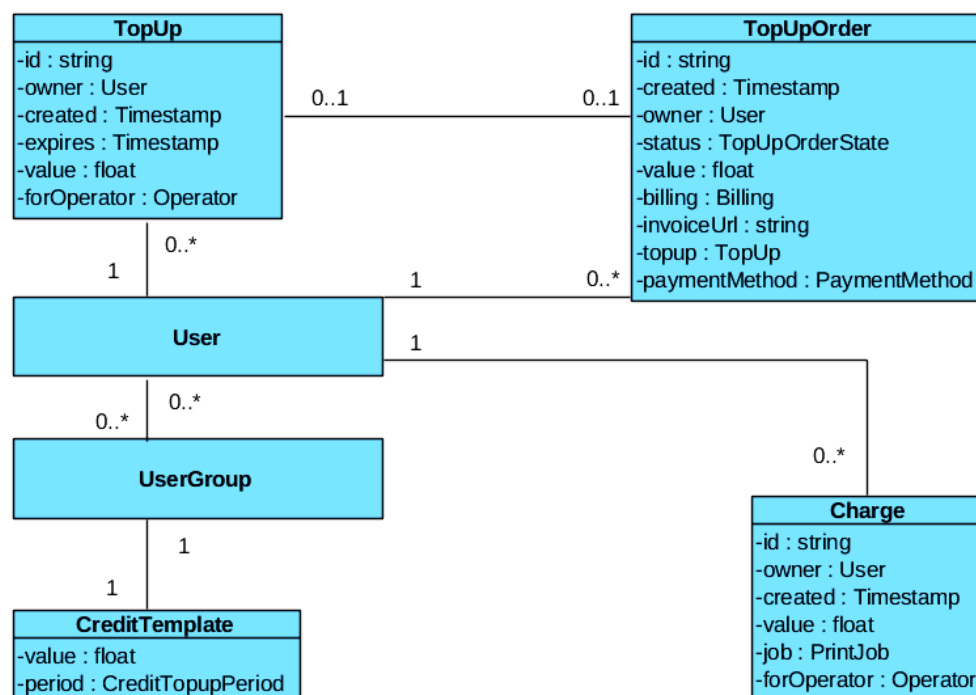 TopUp
-id : string
-owner : User
-created : Timestamp
-expires : Timestamp
-value : float
-forOperator : Operator
0..1
0..1
TopUpOrder
-id : string
-created : Timestamp
-owner : User
-status : TopUpOrderState
-value : float
-billing : Billing
-invoiceUrl : string
-topup : TopUp
-paymentMethod : PaymentMethod
0..*
1
1
0..*
User
1
0..*
0..*
UserGroup
0..*
1
1
CreditTemplate
-value : float
-period : CreditTopupPeriod
Charge
-id : string
-owner : User
-created : Timestamp
-value : float
-job : PrintJob
-forOperator : Operator